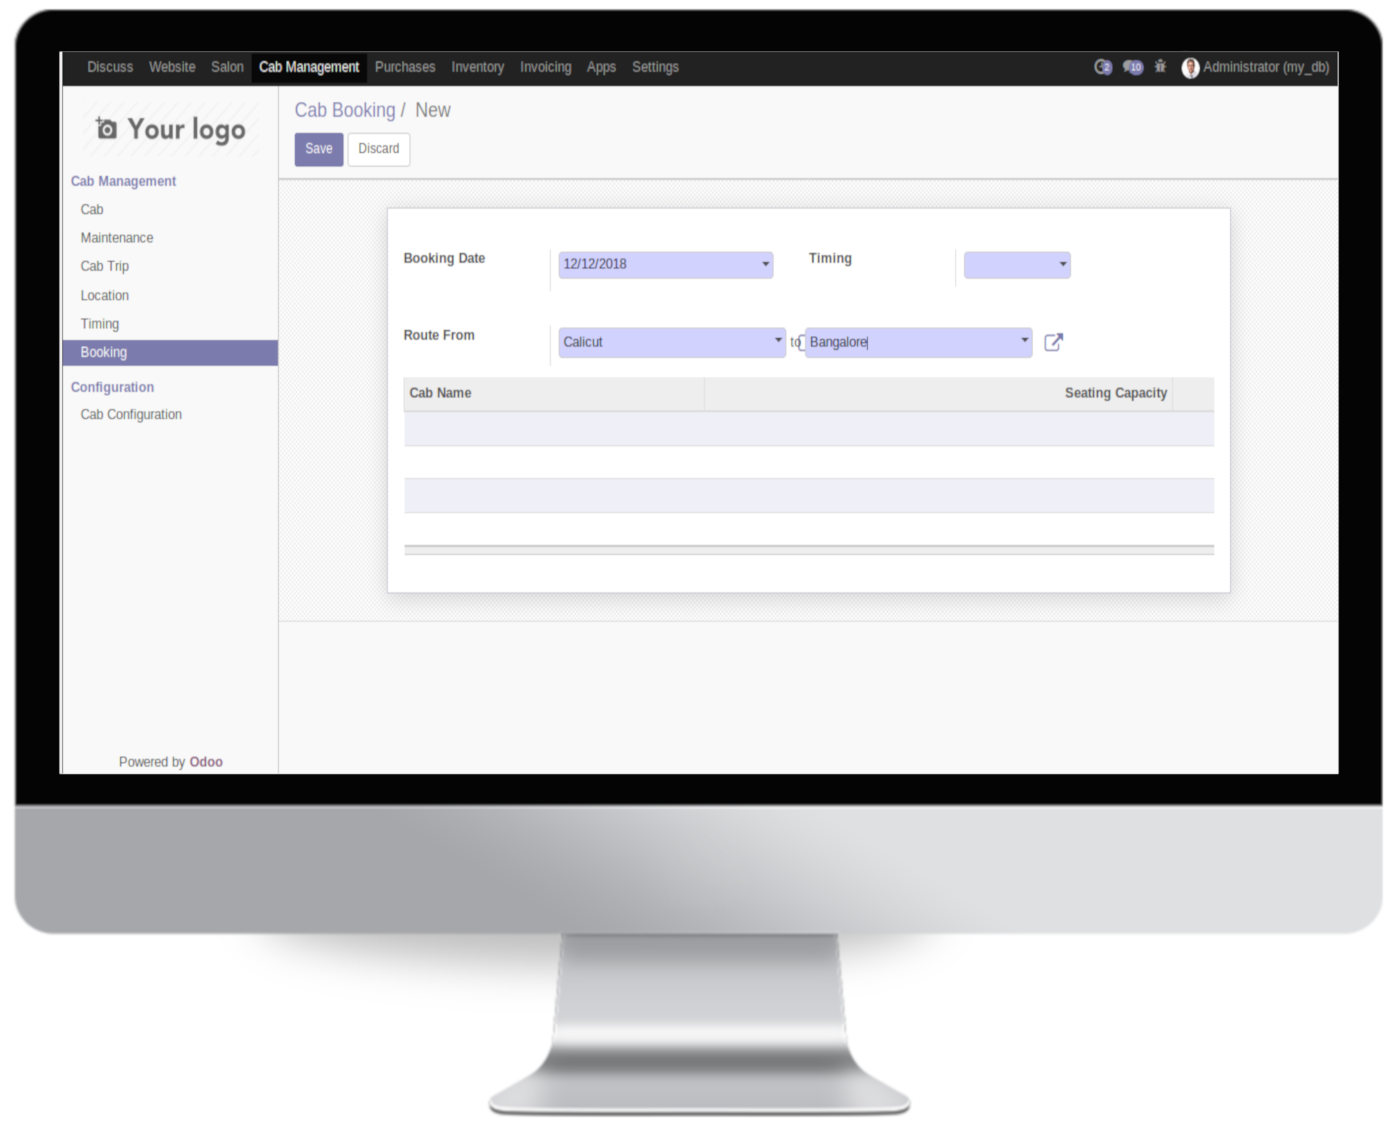 Discuss Website Salon Cab Management Purchases Inventory Invoicing Apps Settings 2 10 Administrator (my_db)
Your logo
Cab Booking / New
Save Discard
Cab Management
Cab
Maintenance
Cab Trip
Location
Timing
Booking
Configuration
Cab Configuration
Powered by Odoo
Booking Date 12/12/2018 Timing
Route From Calicut to Bangalore
Cab Name Seating Capacity